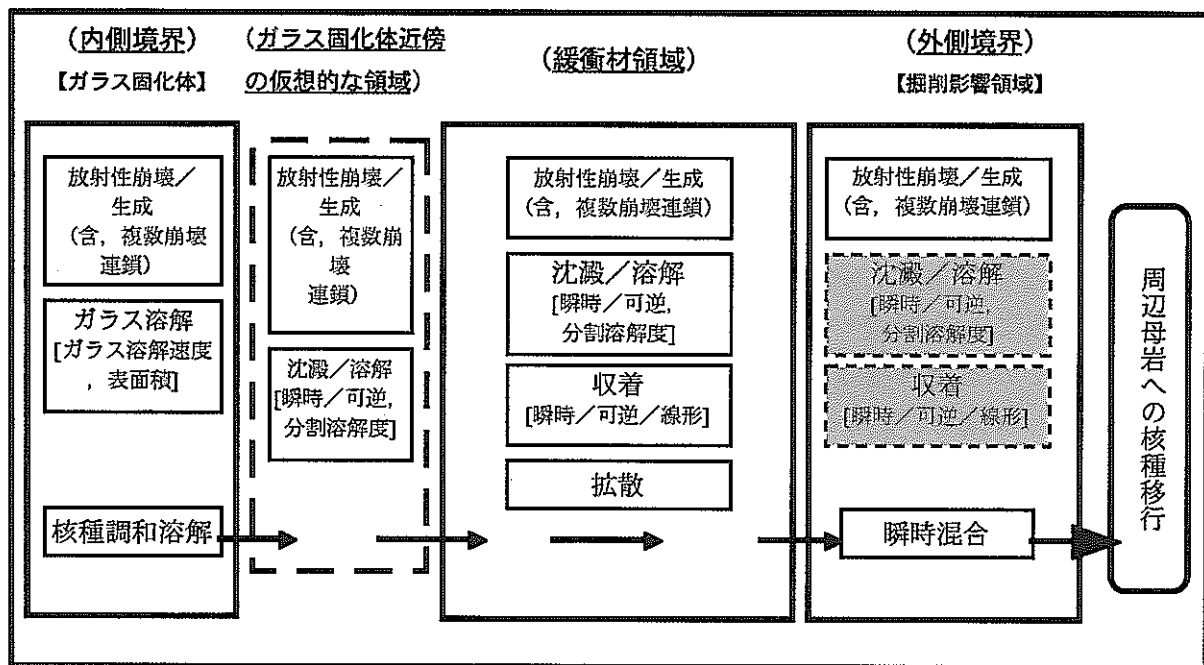 (内側境界)
【ガラス固化体】
放射性崩壊/
生成
(含,複数崩壊
連鎖)
ガラス溶解
[ガラス溶解速度
,表面積]
核種調和溶解
(ガラス固化体近傍
の仮想的な領域)
放射性崩壊/
生成
(含,複数崩
壊
連鎖)
沈澱/溶解
[瞬時/可逆,
分割溶解度]
(緩衝材領域)
放射性崩壊/生成
(含,複数崩壊連鎖)
沈澱/溶解
[瞬時/可逆,
分割溶解度]
収着
[瞬時/可逆/線形]
拡散
(外側境界)
【掘削影響領域】
放射性崩壊/生成
(含,複数崩壊連鎖)
沈澱/溶解
[瞬時/可逆,
分割溶解度]
収着
[瞬時/可逆/線形]
瞬時混合
周辺母岩への核種移行